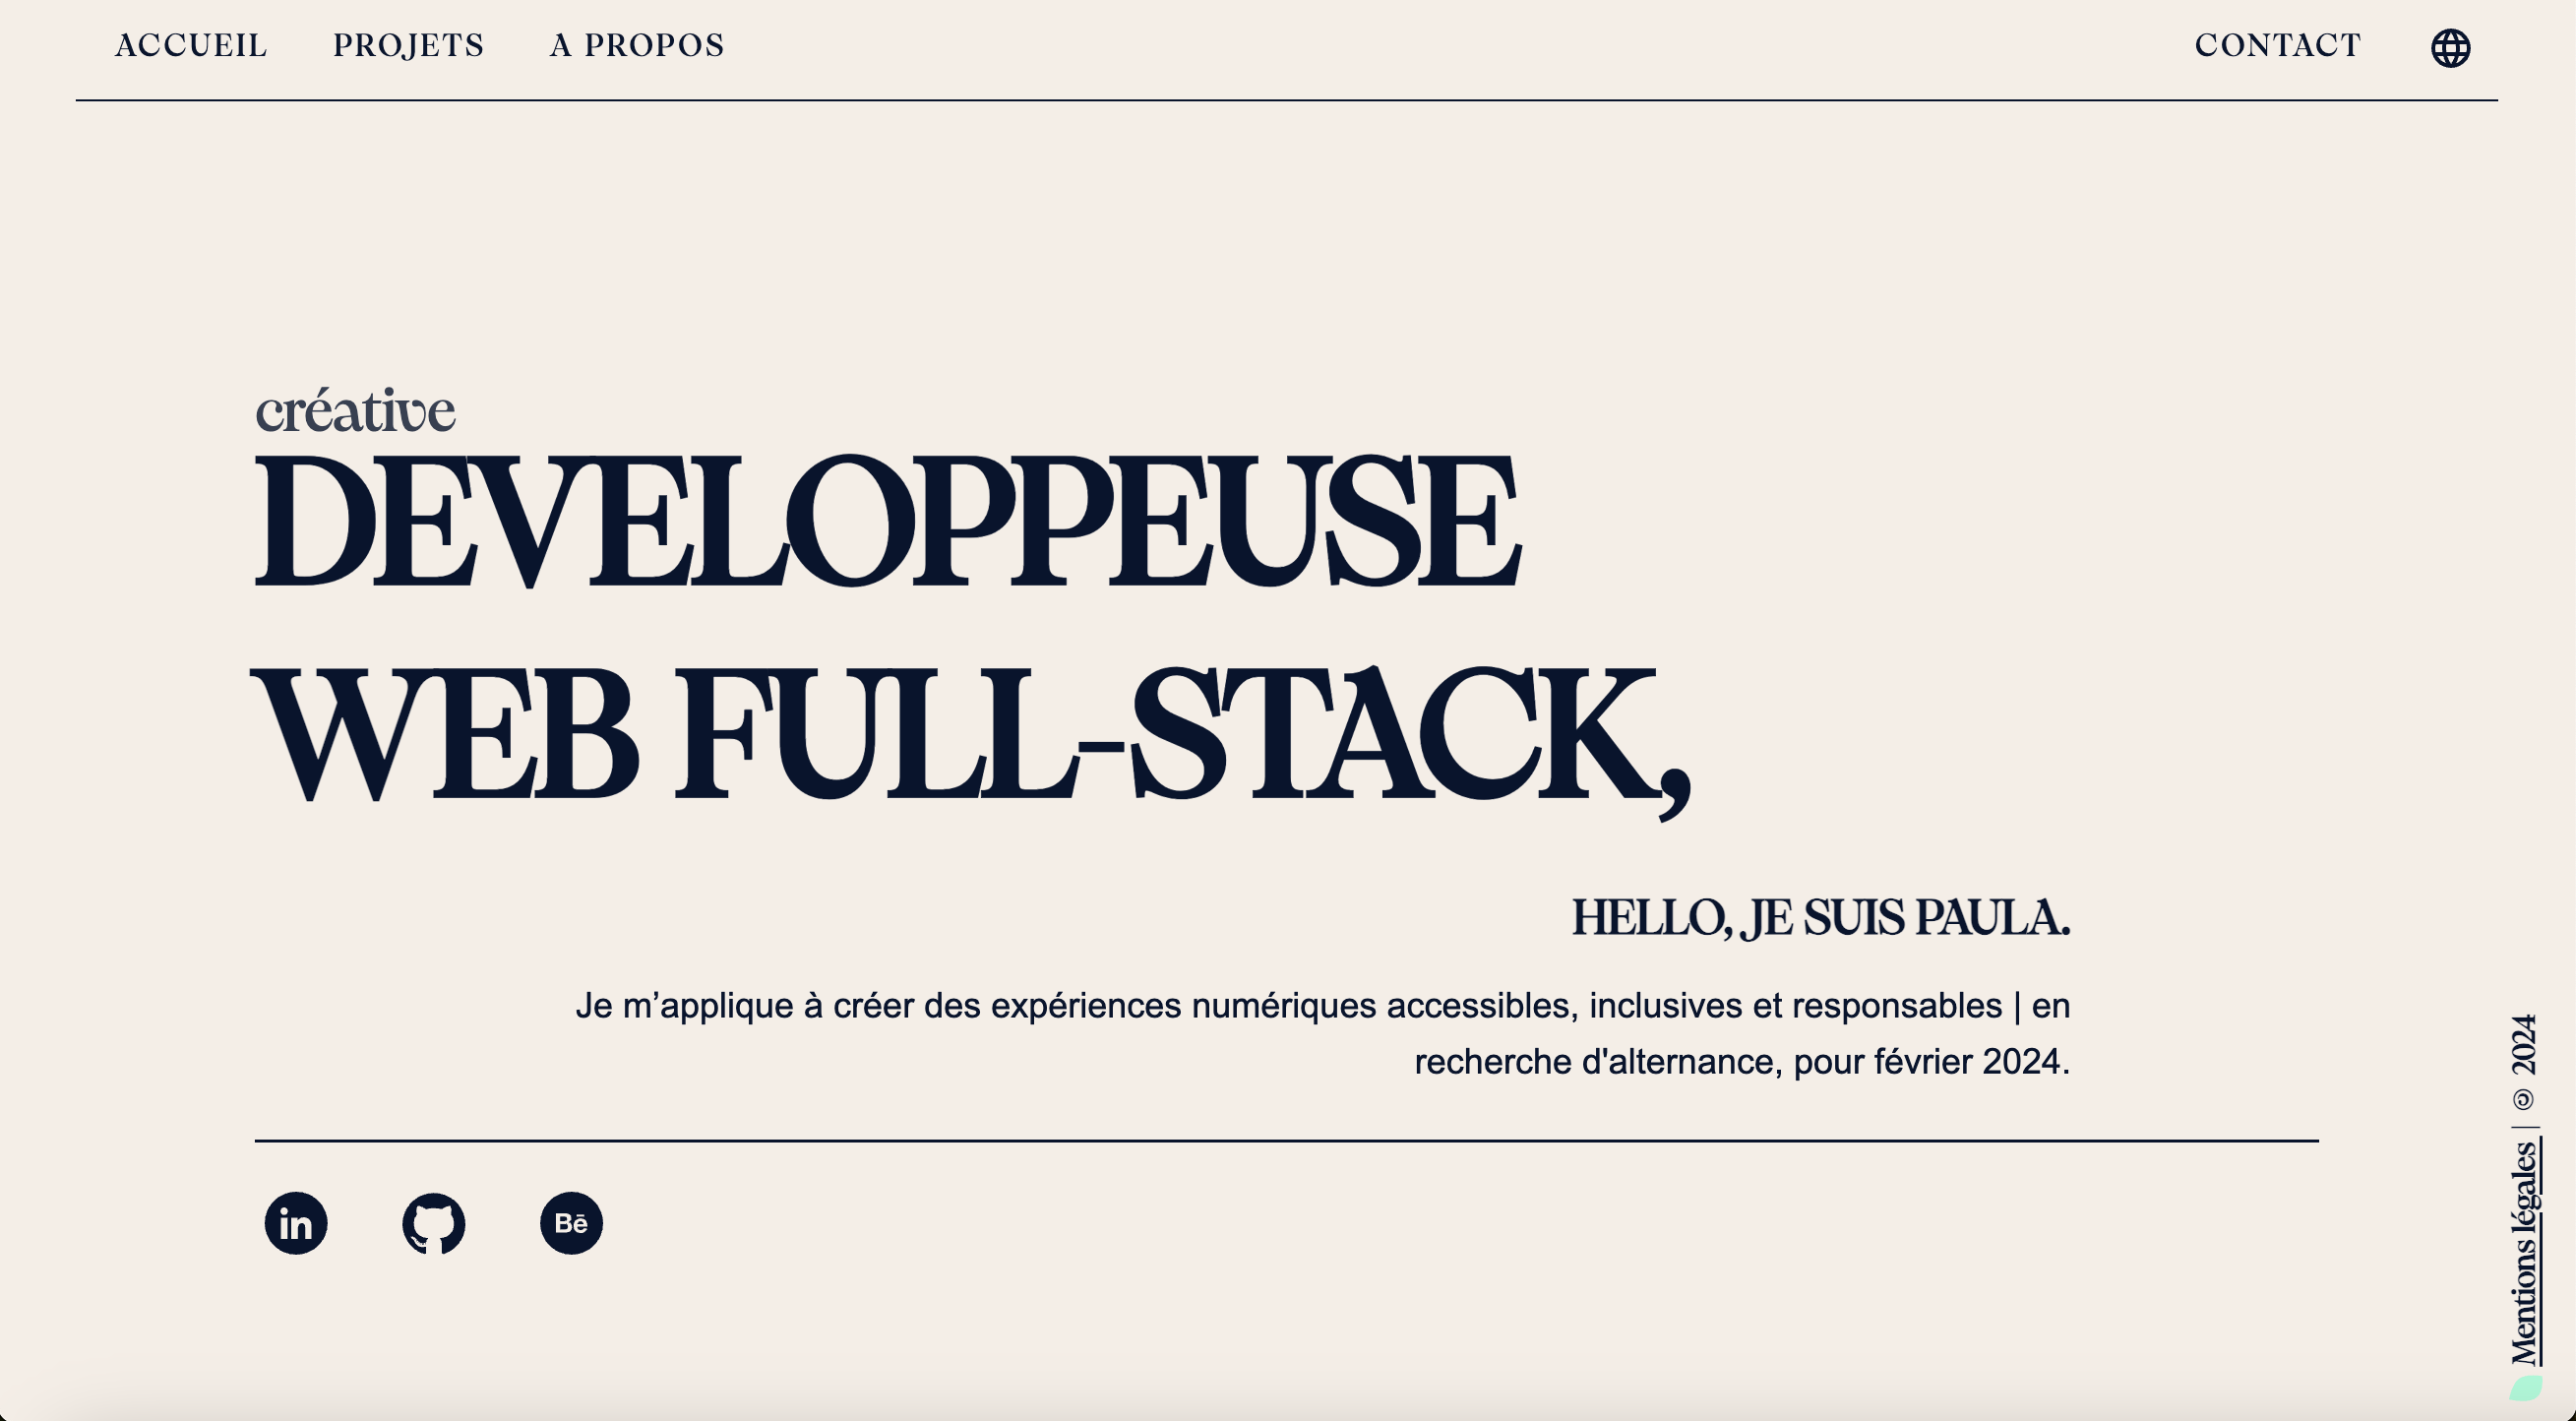 ACCUEIL PROJETS A PROPOS CONTACT
créative
DEVELOPPEUSE
WEB FULL-STACK,
HELLO, JE SUIS PAULA.
Je m’applique à créer des expériences numériques accessibles, inclusives et responsables | en
recherche d'alternance, pour février 2024.
in
Bē
Mentions légales | © 2024